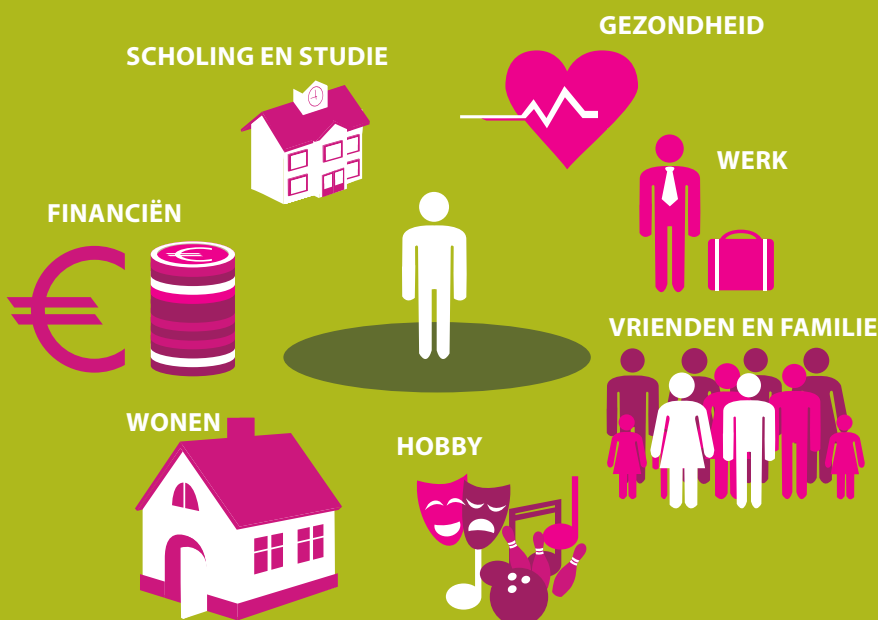 GEZONDHEID
SCHOLING EN STUDIE
WERK
FINANCIËN
VRIENDEN EN FAMILIE
WONEN
HOBBY